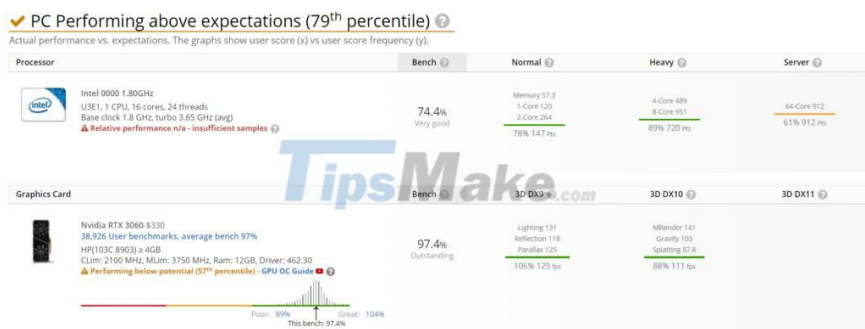 PC Performing above expectations (79th percentile)
Actual performance vs. expectations. The graphs show user score (x) vs user score frequency (y).
Processor Bench Normal Heavy Server
intel
Intel 0000 1.80GHz
U3E1, 1 CPU, 16 cores, 24 threads
Base clock 1.8 GHz, turbo 3.65 GHz (avg)
Relative performance n/a - insufficient samples
74.4%
Very good
Memory 57.3
1-Core 120
2-Core 264
78% 147 Pts
4-Core 489
8-Core 951
89% 720 Pts
64-Core 912
61% 912 Pts
TipsMake.com
Graphics Card Bench 3D DX9 3D DX10 3D DX11
Nvidia RTX 3060-$330
38,926 User benchmarks, average bench 97%
HP(103C 8903) ≥ 4GB
CLim: 2100 MHz, MLim: 3750 MHz, Ram: 12GB, Driver: 462.30
Performing below potential (57th percentile) - GPU OC Guide
97.4%
Outstanding
Lighting 131
Reflection 118
Parallax 125
106% 125 fps
MRender 141
Gravity 103
Splatting 87.8
88% 111 fps
Poor: 89% Great: 104%
This bench: 97.4%